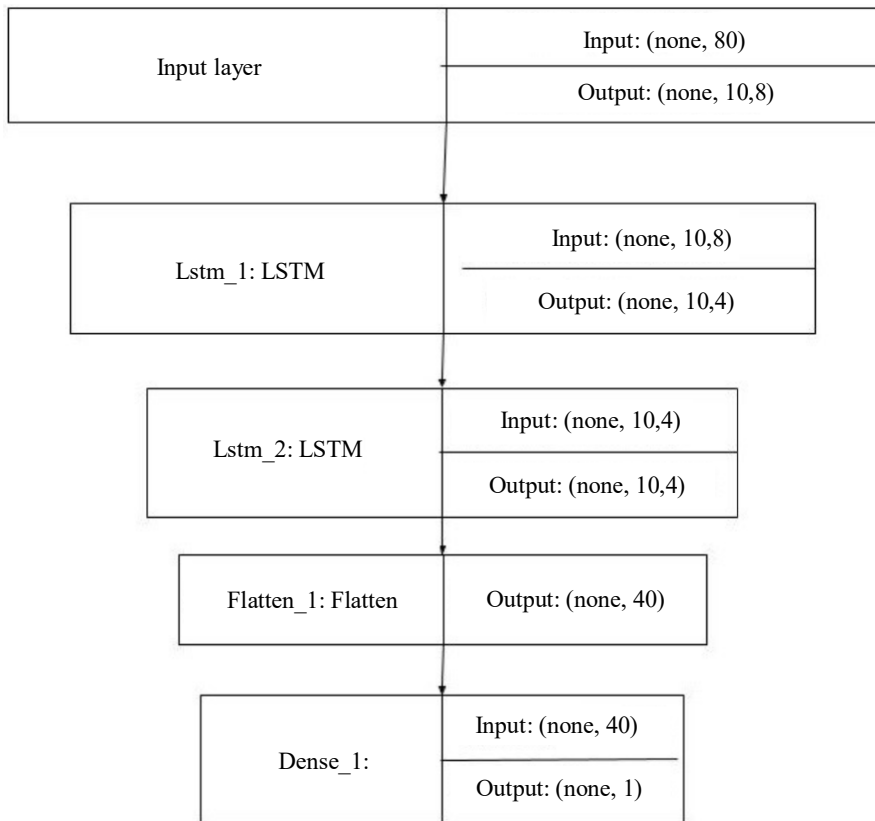 Input layer
Input: (none, 80)
Output: (none, 10,8)
Lstm_1: LSTM
Input: (none, 10,8)
Output: (none, 10,4)
Lstm_2: LSTM
Input: (none, 10,4)
Output: (none, 10,4)
Flatten_1: Flatten
Output: (none, 40)
Dense_1:
Input: (none, 40)
Output: (none, 1)